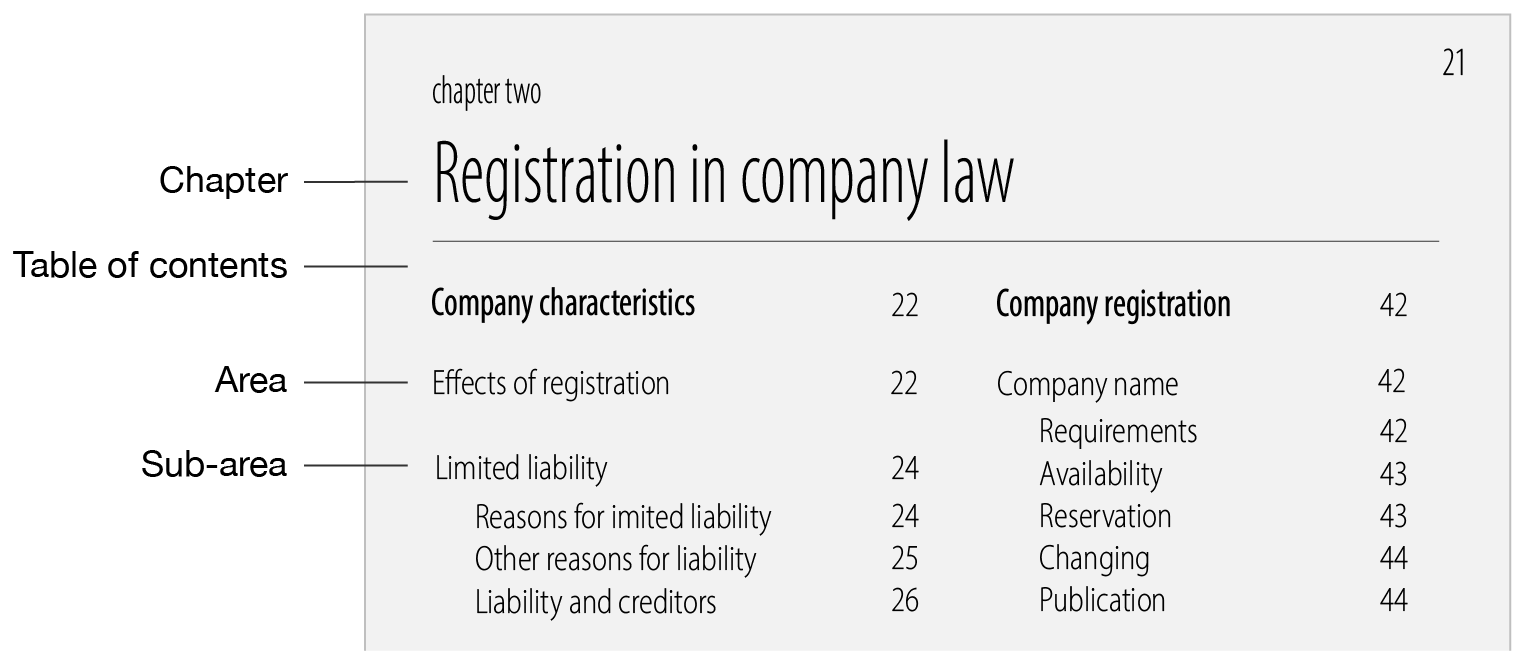 21
chapter two
Chapter
Registration in company law
Table of contents
Company characteristics 22
Area
Effects of registration 22
Sub-area
Limited liability 24
Reasons for imited liability 24
Other reasons for liability 25
Liability and creditors 26
Company registration 42
Company name 42
Requirements 42
Availability 43
Reservation 43
Changing 44
Publication 44